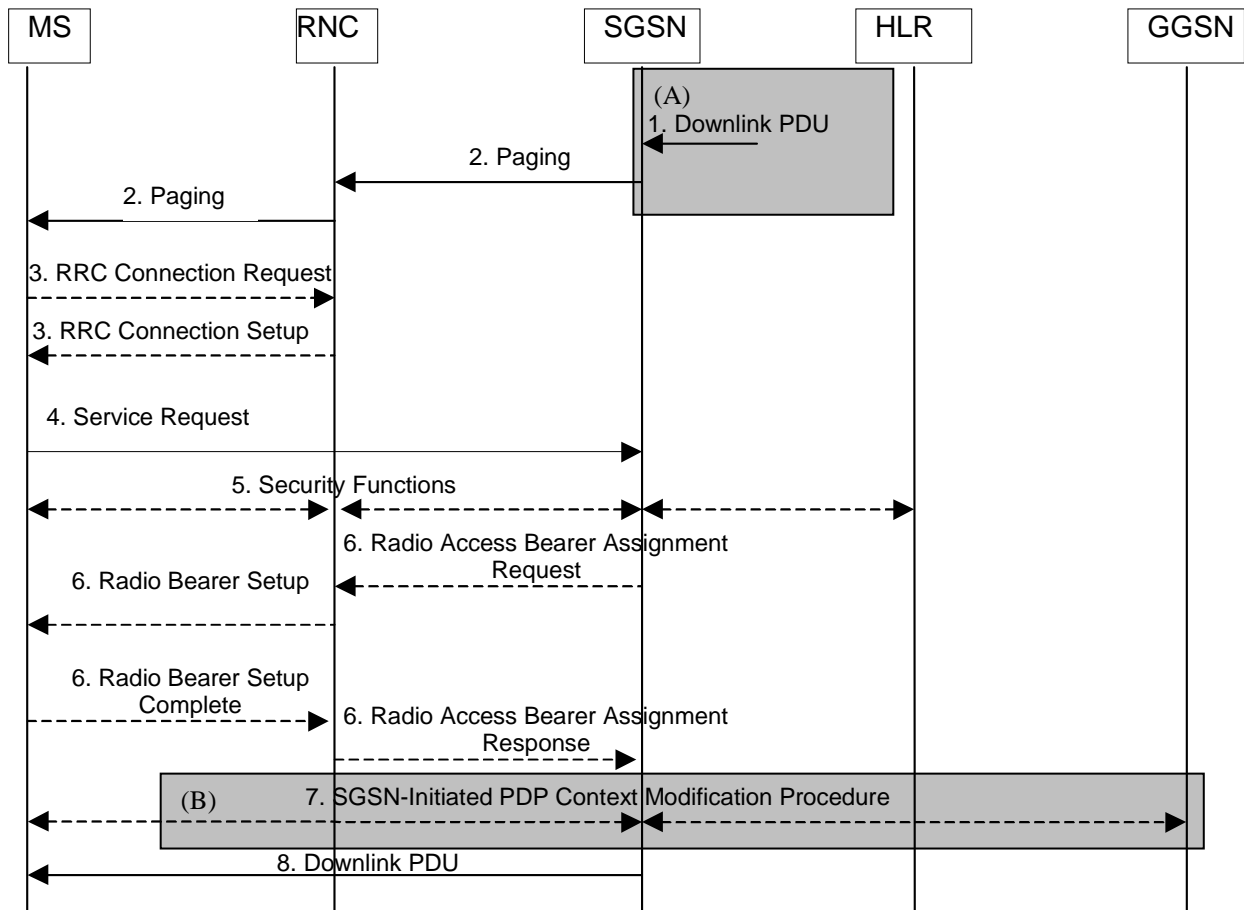 MS
RNC
SGSN
HLR
GGSN
(A)
1. Downlink PDU
2. Paging
2. Paging
3. RRC Connection Request
3. RRC Connection Setup
4. Service Request
5. Security Functions
6. Radio Access Bearer Assignment
Request
6. Radio Bearer Setup
6. Radio Bearer Setup
Complete
6. Radio Access Bearer Assignment
Response
(B)
7. SGSN-Initiated PDP Context Modification Procedure
8. Downlink PDU